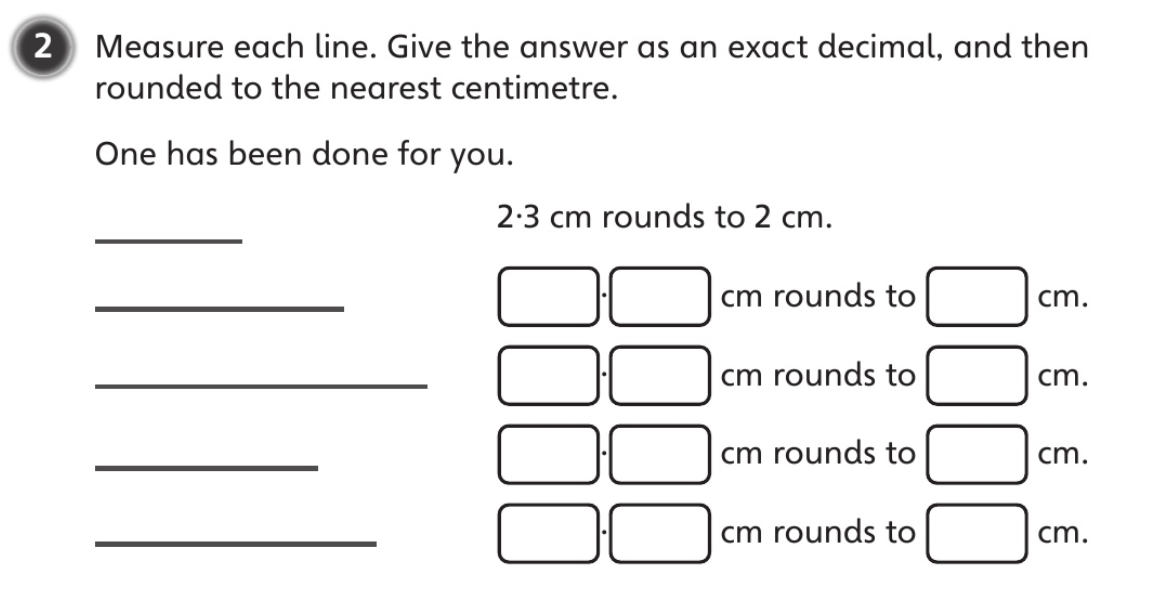 2 Measure each line. Give the answer as an exact decimal, and then
rounded to the nearest centimetre.
One has been done for you.
2·3 cm rounds to 2 cm.
· cm rounds to cm.
· cm rounds to cm.
· cm rounds to cm.
· cm rounds to cm.